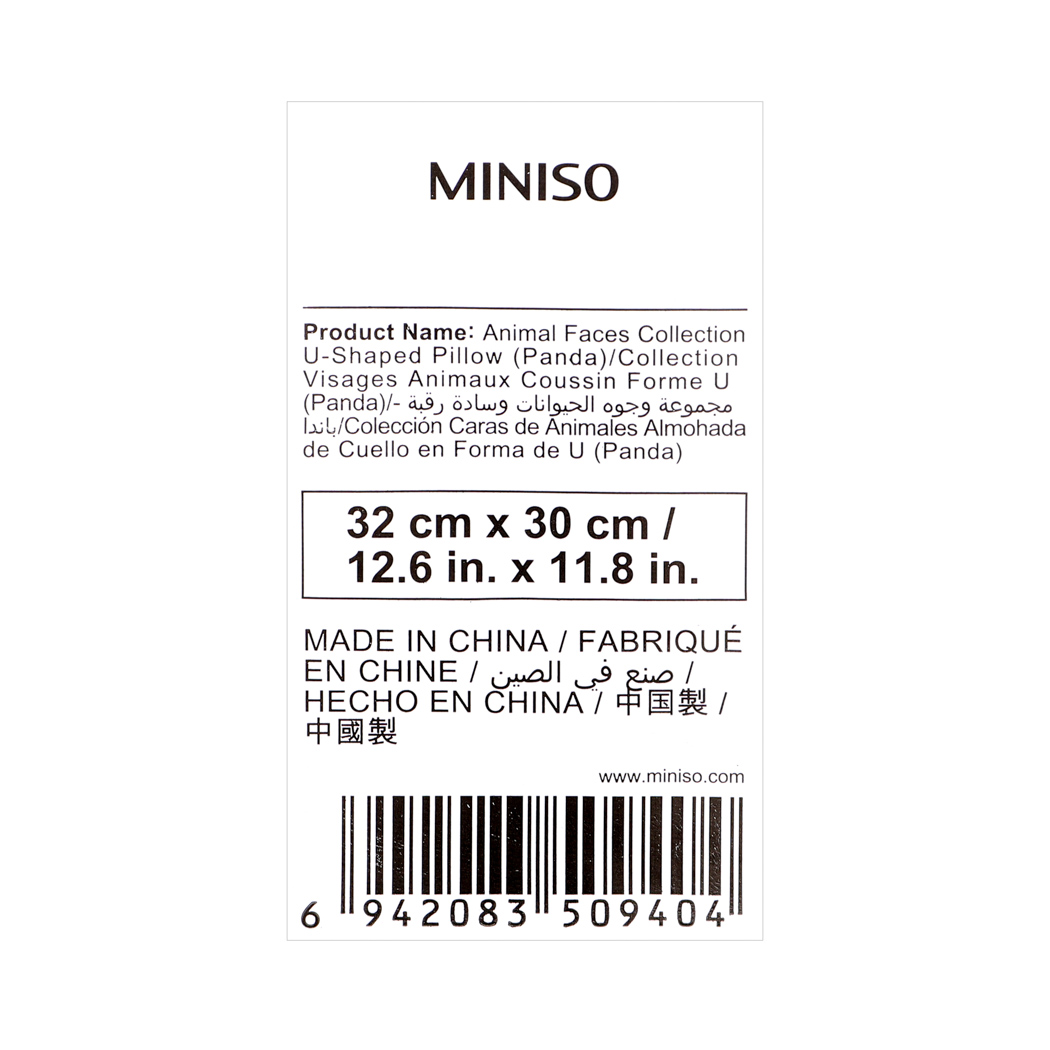 MINISO
Product Name: Animal Faces Collection
U-Shaped Pillow (Panda)/Collection
Visages Animaux Coussin Forme U
(Panda)/- مجموعة وجوه الحيوانات وسادة رقبة
باندا/Colección Caras de Animales Almohada
de Cuello en Forma de U (Panda)
32 cm x 30 cm /
12.6 in. x 11.8 in.
MADE IN CHINA / FABRIQUÉ
EN CHINE / صنع في الصين /
HECHO EN CHINA / 中国製 /
中國製
www.miniso.com
6 942083 509404